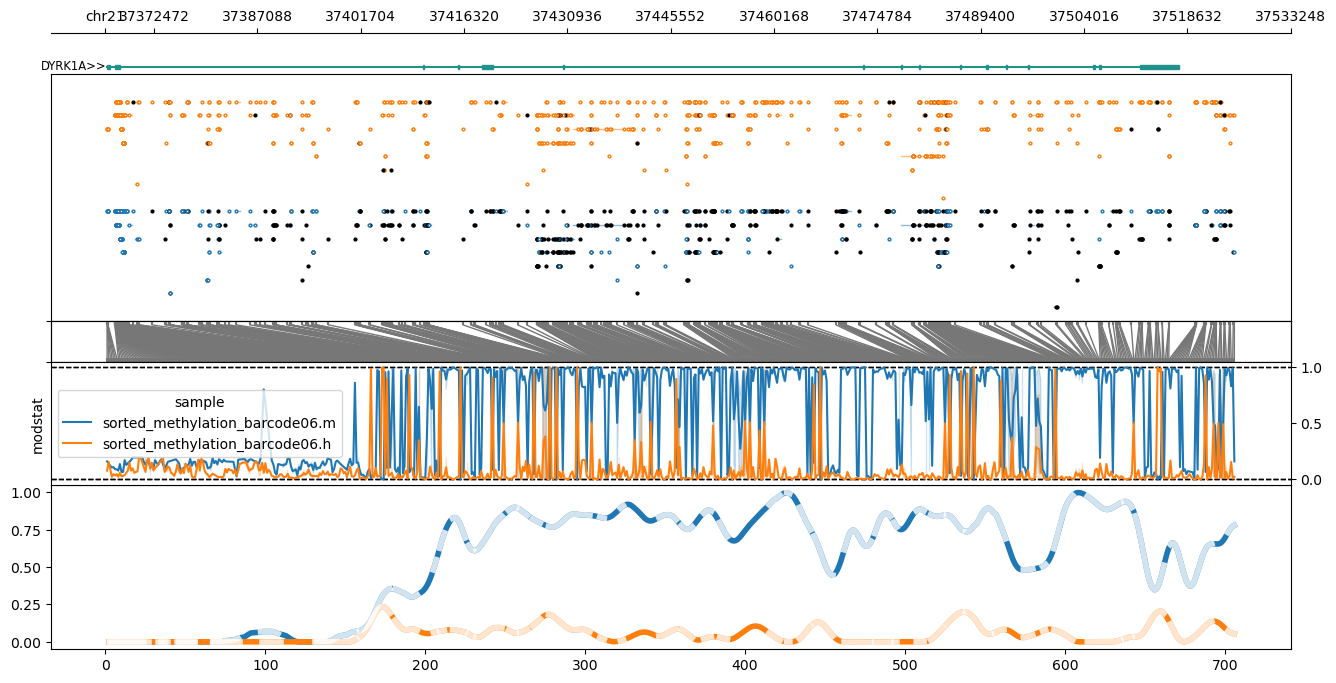 chr21 37372472 37387088 37401704 37416320 37430936 37445552 37460168 37474784 37489400 37504016 37518632 37533248
DYRK1A>>
modstat
sample
sorted_methylation_barcode06.m
sorted_methylation_barcode06.h
1.0
0.5
0.0
1.00
0.75
0.50
0.25
0.00
0 100 200 300 400 500 600 700